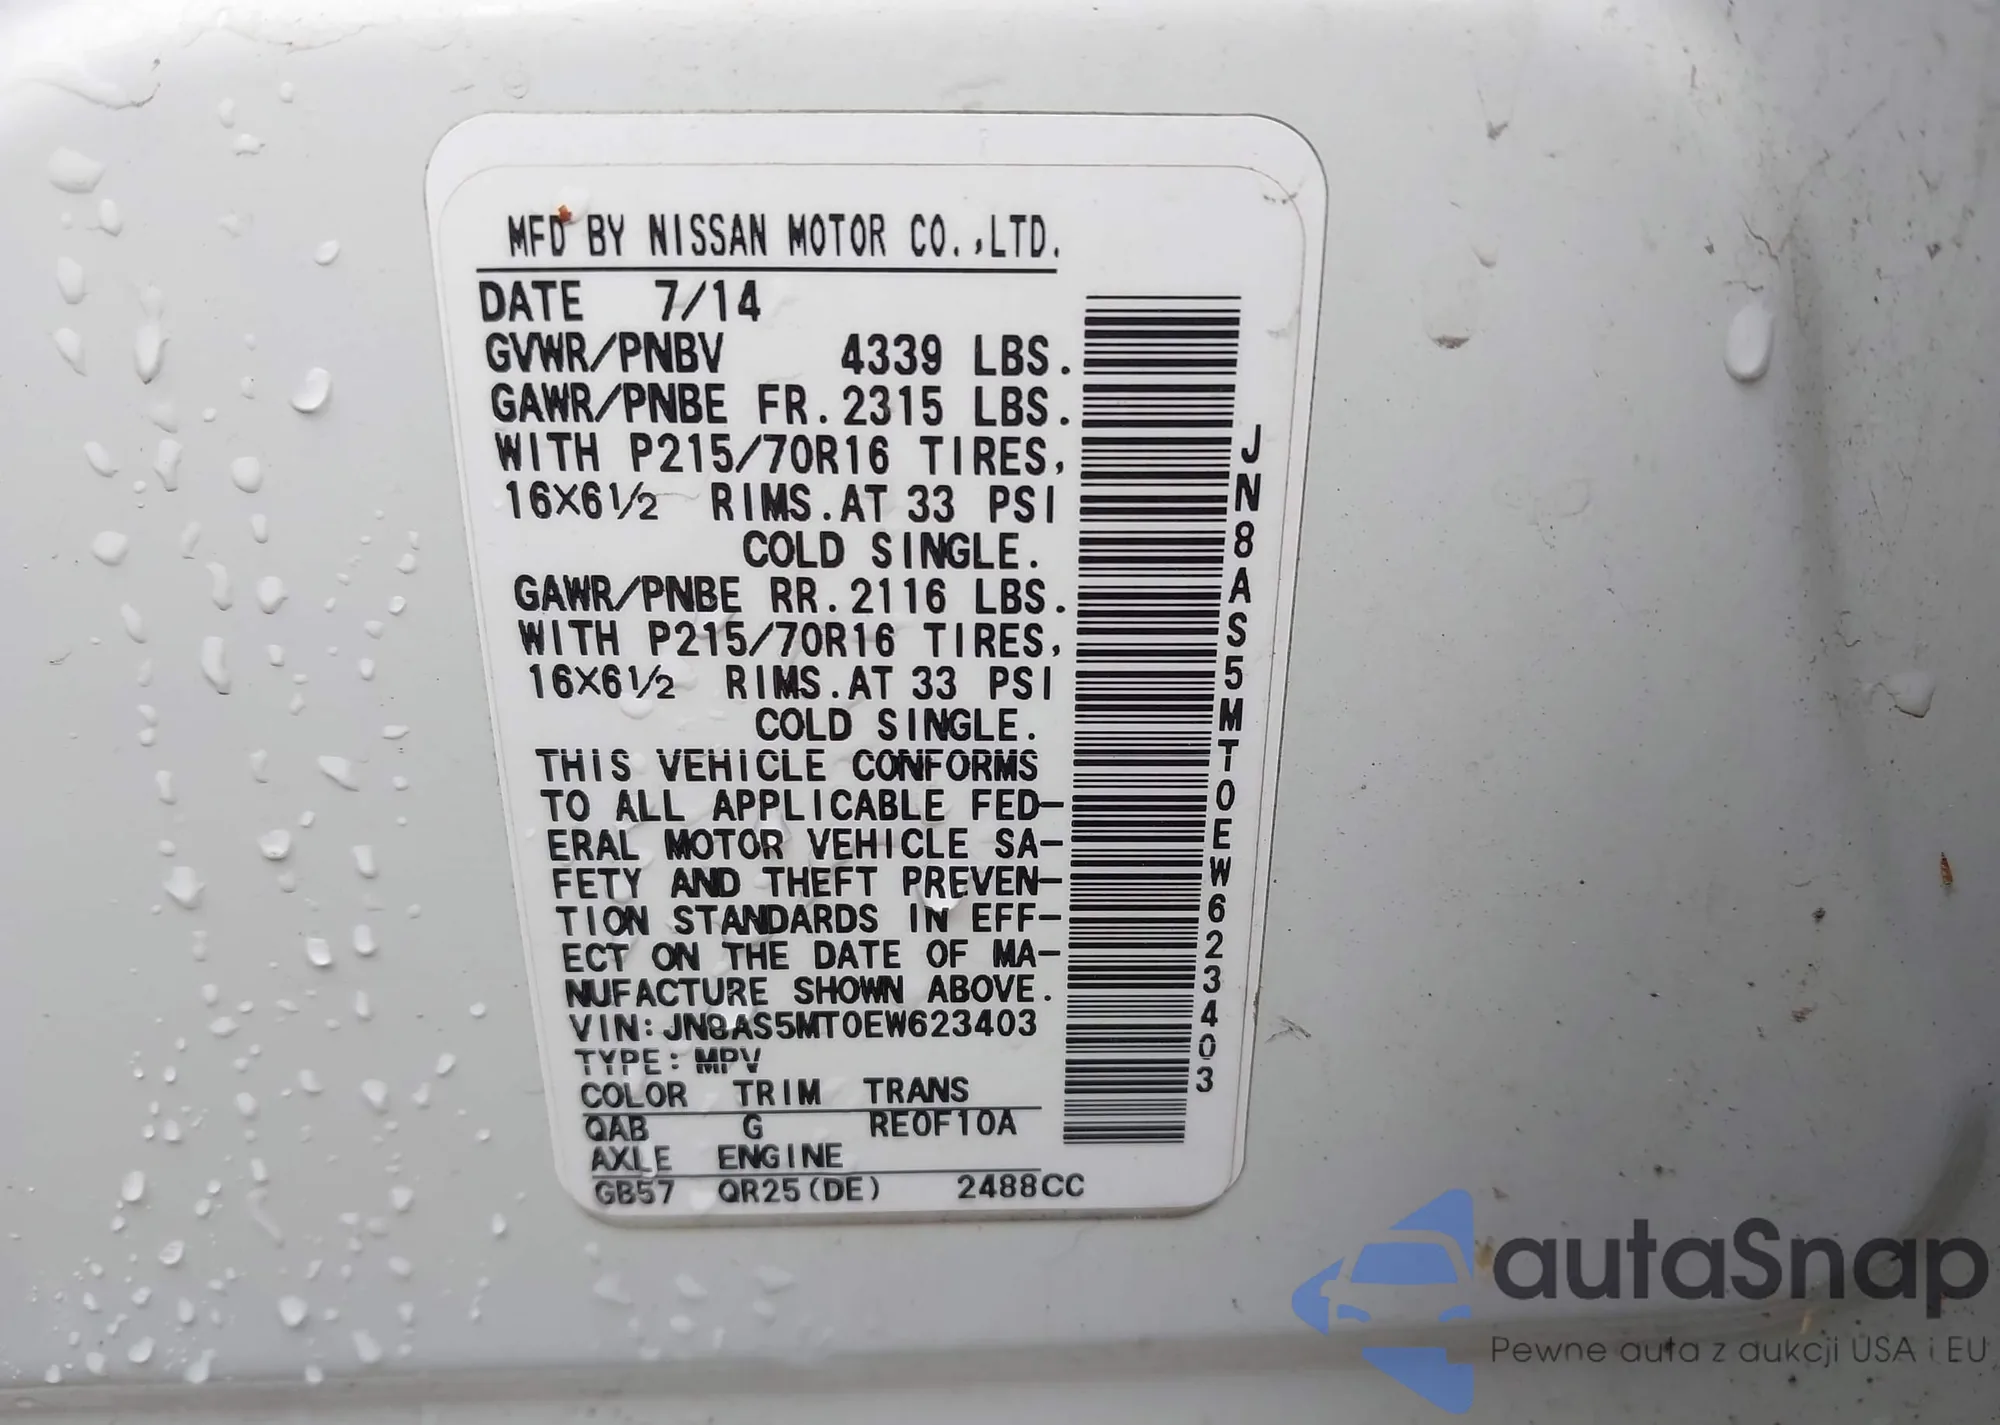 MFD BY NISSAN MOTOR CO.,LTD.
DATE 7/14
GVWR/PNBV 4339 LBS.
GAWR/PNBE FR.2315 LBS.
WITH P215/70R16 TIRES,
16X6½ RIMS.AT 33 PSI
COLD SINGLE.
GAWR/PNBE RR.2116 LBS.
WITH P215/70R16 TIRES,
16X6½ RIMS.AT 33 PSI
COLD SINGLE.
THIS VEHICLE CONFORMS
TO ALL APPLICABLE FED-
ERAL MOTOR VEHICLE SA-
FETY AND THEFT PREVEN-
TION STANDARDS IN EFF-
ECT ON THE DATE OF MA-
NUFACTURE SHOWN ABOVE.
VIN: JN8AS5MT0EW623403
TYPE: MPV
COLOR TRIM TRANS
QAB G RE0F10A
AXLE ENGINE
GB57 QR25(DE) 2488CC
JN8AS5MT0EW623403
autaSnap
Pewne auta z aukcji USA i EU